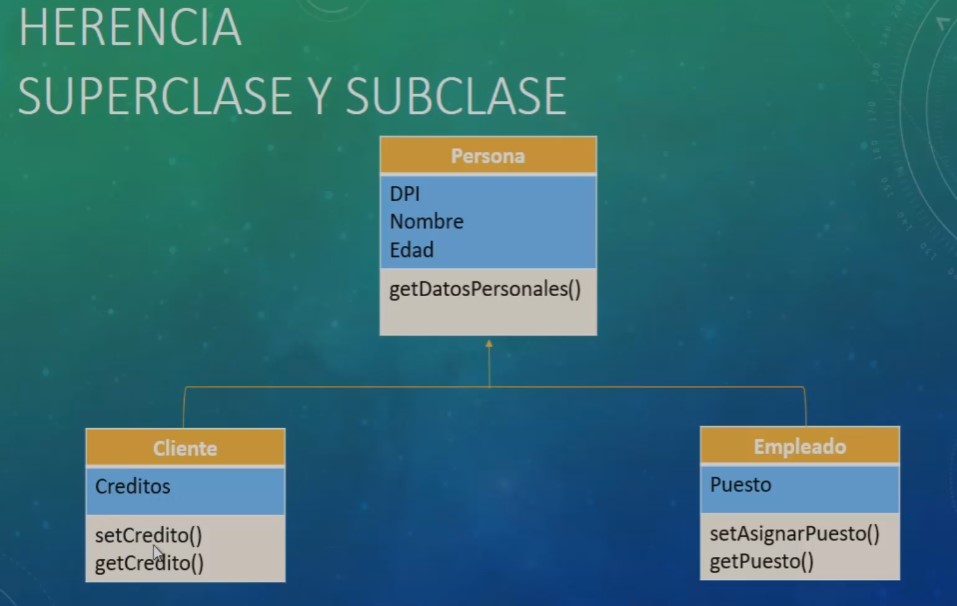 HERENCIA
SUPERCLASE Y SUBCLASE
Persona
DPI
Nombre
Edad
getDatosPersonales()
Cliente
Creditos
setCredito()
getCredito()
Empleado
Puesto
setAsignarPuesto()
getPuesto()